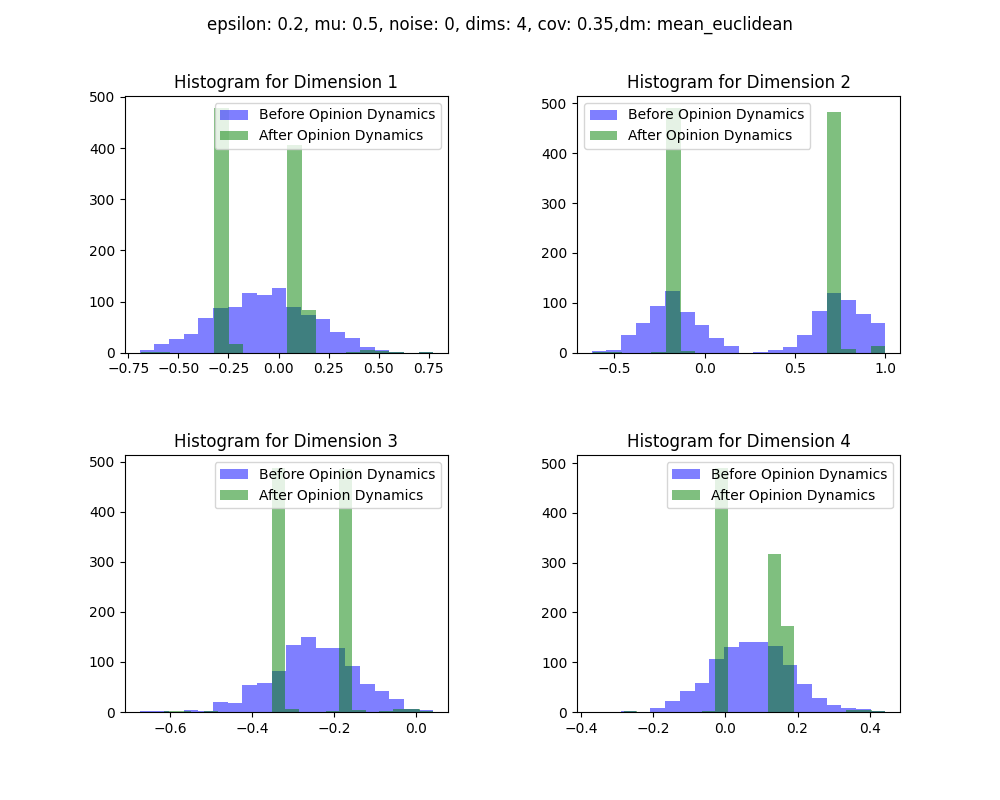 epsilon: 0.2, mu: 0.5, noise: 0, dims: 4, cov: 0.35,dm: mean_euclidean
Histogram for Dimension 1
Before Opinion Dynamics
After Opinion Dynamics
500
400
300
200
100
0
−0.75 −0.50 −0.25 0.00 0.25 0.50 0.75
Histogram for Dimension 2
Before Opinion Dynamics
After Opinion Dynamics
500
400
300
200
100
0
−0.5 0.0 0.5 1.0
Histogram for Dimension 3
Before Opinion Dynamics
After Opinion Dynamics
500
400
300
200
100
0
−0.6 −0.4 −0.2 0.0
Histogram for Dimension 4
Before Opinion Dynamics
After Opinion Dynamics
500
400
300
200
100
0
−0.4 −0.2 0.0 0.2 0.4